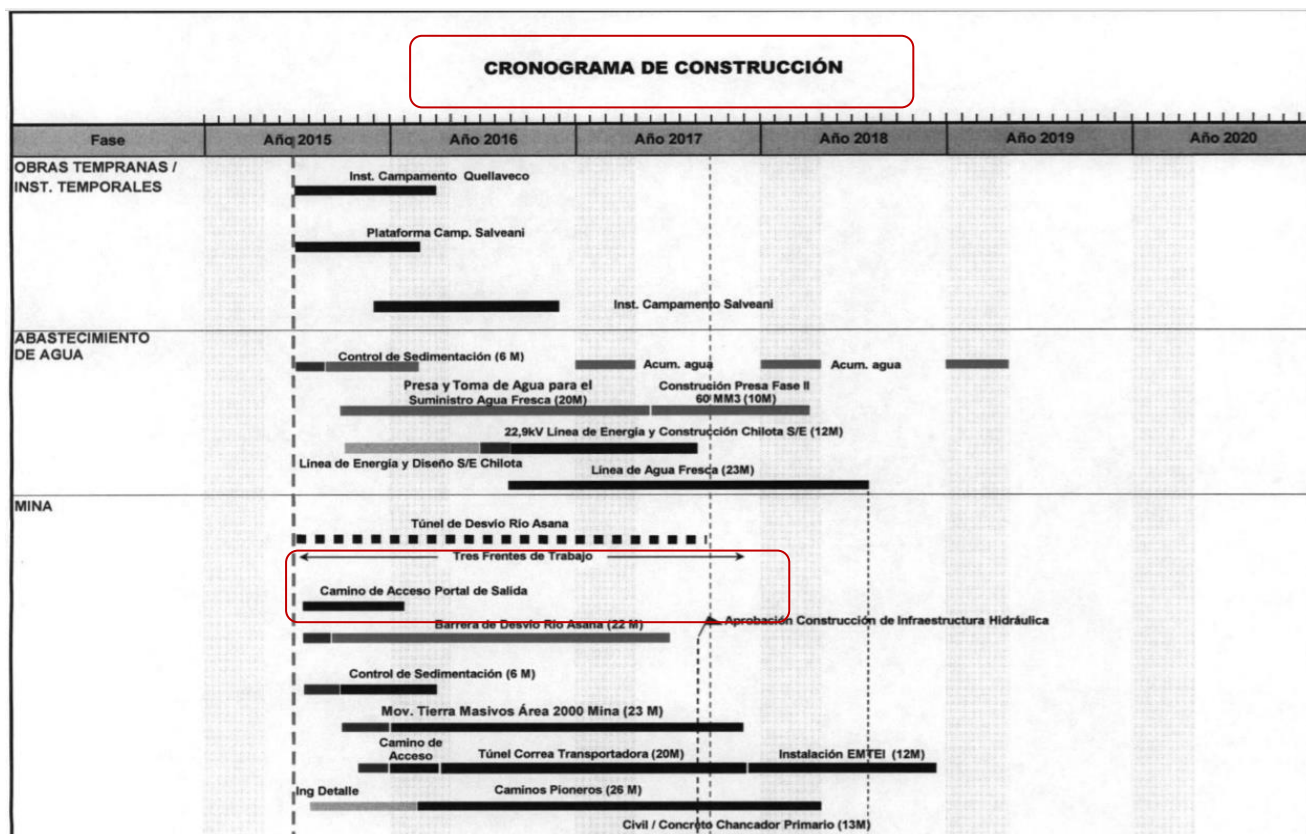 CRONOGRAMA DE CONSTRUCCIÓN
Fase Año 2015 Año 2016 Año 2017 Año 2018 Año 2019 Año 2020
OBRAS TEMPRANAS /
INST. TEMPORALES
Inst. Campamento Quellaveco
Plataforma Camp. Salveani
Inst. Campamento Salveani
ABASTECIMIENTO
DE AGUA
Control de Sedimentación (6 M)
Acum. agua
Acum. agua
Presa y Toma de Agua para el
Suministro Agua Fresca (20M)
Construción Presa Fase II
60 MM3 (10M)
22,9kV Línea de Energía y Construcción Chilota S/E (12M)
Línea de Energía y Diseño S/E Chilota
Línea de Agua Fresca (23M)
MINA
Túnel de Desvío Río Asana
Tres Frentes de Trabajo
Camino de Acceso Portal de Salida
Aprobación Construcción de Infraestructura Hidráulica
Barrera de Desvío Río Asana (22 M)
Control de Sedimentación (6 M)
Mov. Tierra Masivos Área 2000 Mina (23 M)
Camino de
Acceso
Túnel Correa Transportadora (20M)
Instalación EMTEI (12M)
Ing Detalle
Caminos Pioneros (26 M)
Civil / Concreto Chancador Primario (13M)